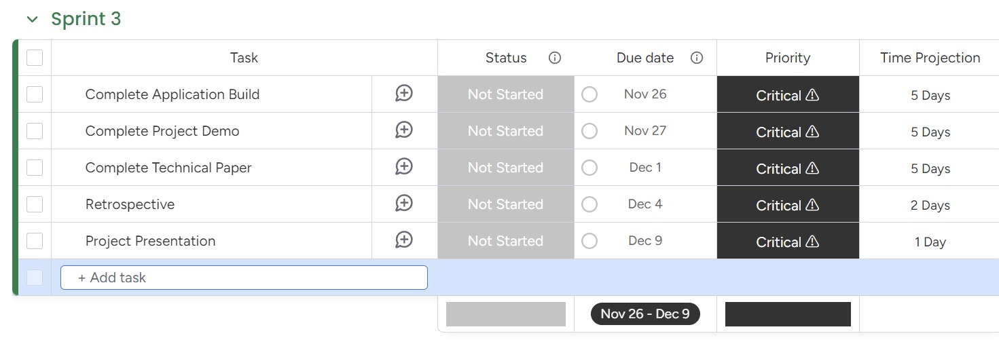 Sprint 3
Task Status Due date Priority Time Projection
Complete Application Build Not Started Nov 26 Critical 5 Days
Complete Project Demo Not Started Nov 27 Critical 5 Days
Complete Technical Paper Not Started Dec 1 Critical 5 Days
Retrospective Not Started Dec 4 Critical 2 Days
Project Presentation Not Started Dec 9 Critical 1 Day
+ Add task
Nov 26 - Dec 9